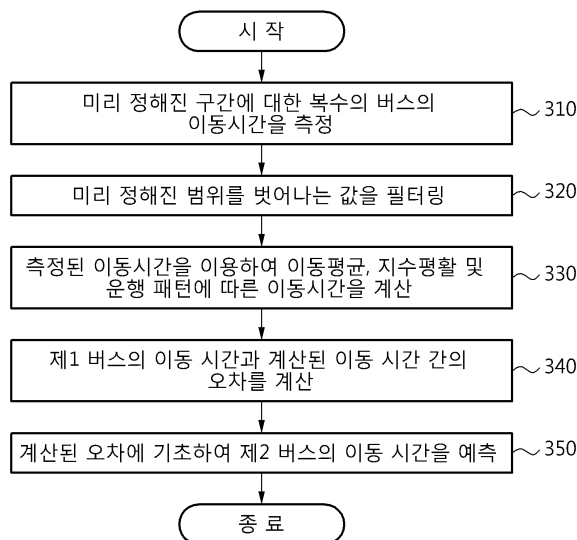 시 작
미리 정해진 구간에 대한 복수의 버스의
이동시간을 측정
310
미리 정해진 범위를 벗어나는 값을 필터링
320
측정된 이동시간을 이용하여 이동평균, 지수평활 및
운행 패턴에 따른 이동시간을 계산
330
제1 버스의 이동 시간과 계산된 이동 시간 간의
오차를 계산
340
계산된 오차에 기초하여 제2 버스의 이동 시간을 예측
350
종 료